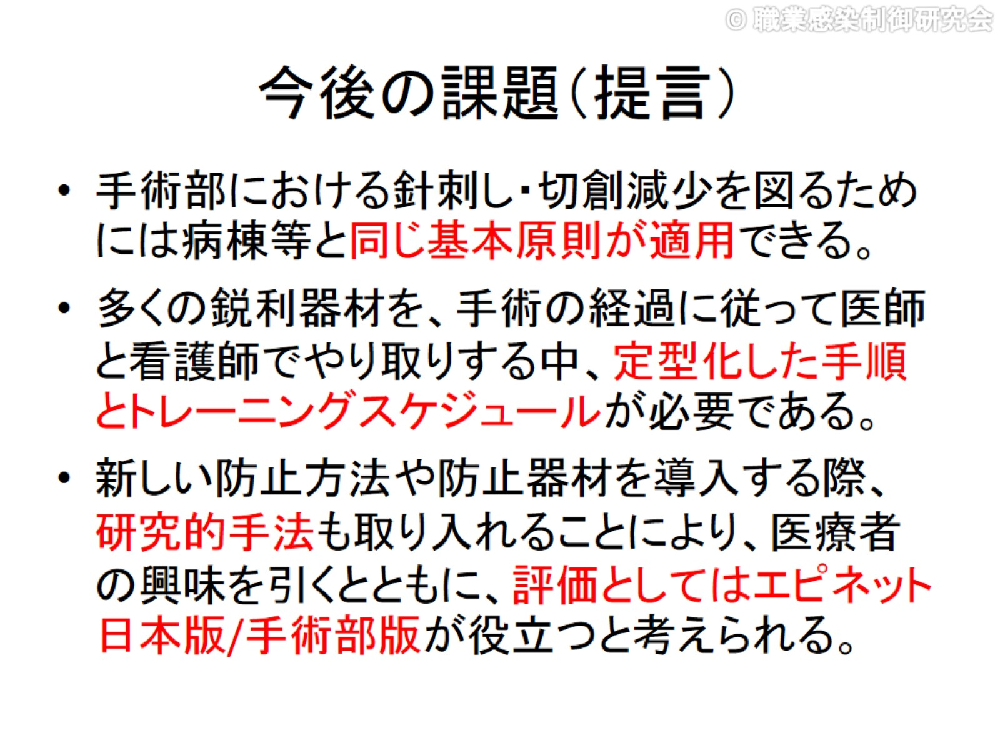 © 職業感染制御研究会
今後の課題（提言）
• 手術部における針刺し・切創減少を図るため
には病棟等と同じ基本原則が適用できる。
• 多くの鋭利器材を、手術の経過に従って医師
と看護師でやり取りする中、定型化した手順
とトレーニングスケジュールが必要である。
• 新しい防止方法や防止器材を導入する際、
研究的手法も取り入れることにより、医療者
の興味を引くとともに、評価としてはエピネット
日本版/手術部版が役立つと考えられる。